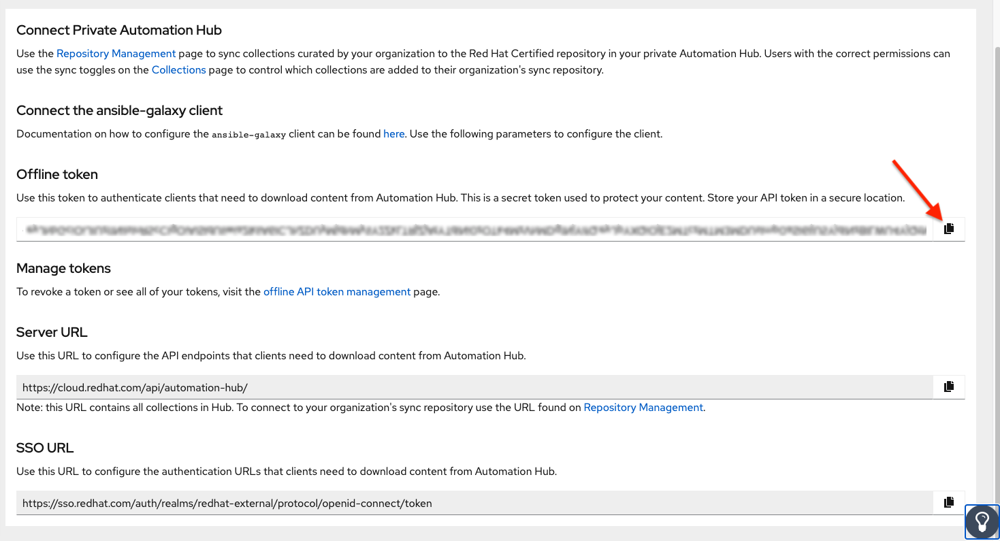 Connect Private Automation Hub
Use the Repository Management page to sync collections curated by your organization to the Red Hat Certified repository in your private Automation Hub. Users with the correct permissions can
use the sync toggles on the Collections page to control which collections are added to their organization's sync repository.
Connect the ansible-galaxy client
Documentation on how to configure the ansible-galaxy client can be found here. Use the following parameters to configure the client.
Offline token
Use this token to authenticate clients that need to download content from Automation Hub. This is a secret token used to protect your content. Store your API token in a secure location.
Manage tokens
To revoke a token or see all of your tokens, visit the offline API token management page.
Server URL
Use this URL to configure the API endpoints that clients need to download content from Automation Hub.
https://cloud.redhat.com/api/automation-hub/
Note: this URL contains all collections in Hub. To connect to your organization's sync repository use the URL found on Repository Management.
SSO URL
Use this URL to configure the authentication URLs that clients need to download content from Automation Hub.
https://sso.redhat.com/auth/realms/redhat-external/protocol/openid-connect/token